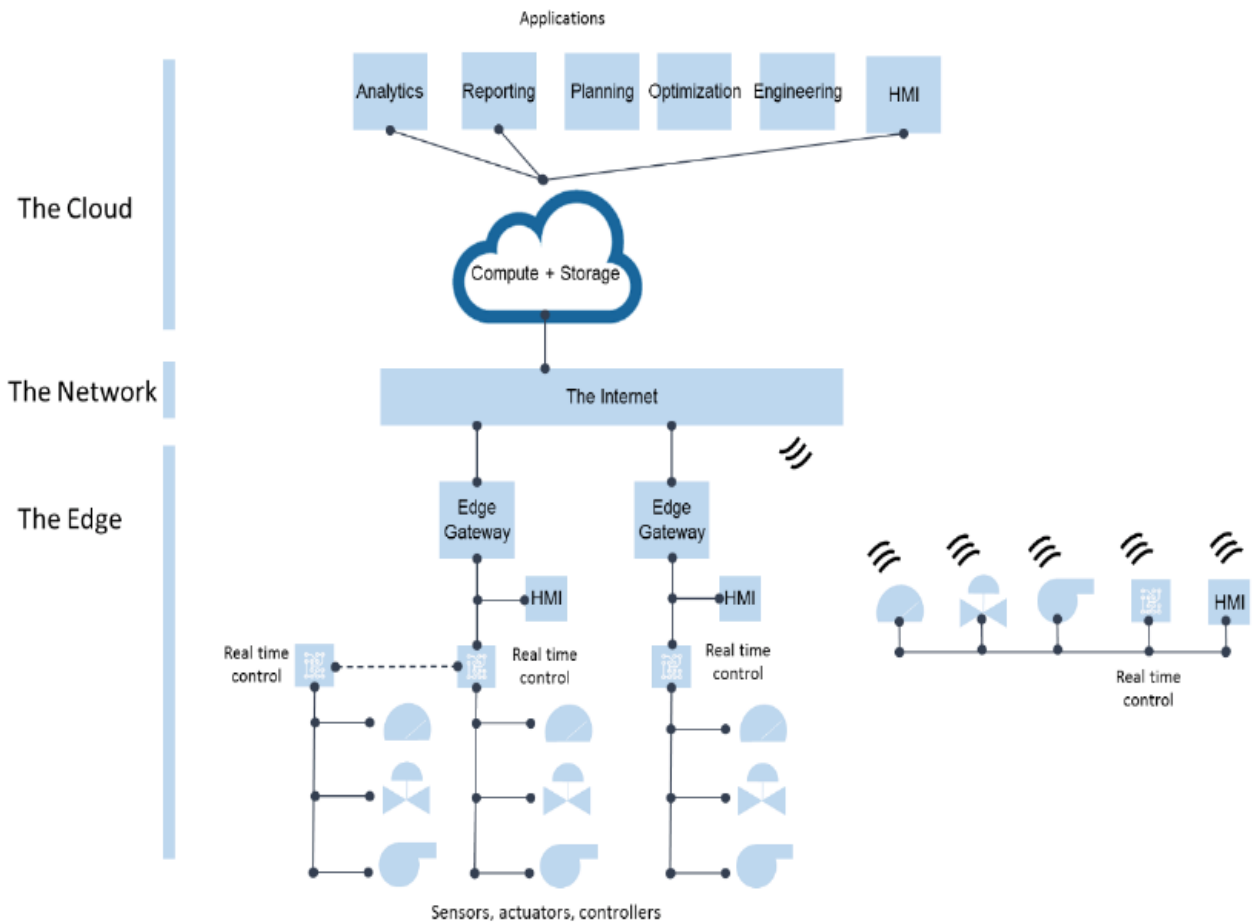 Applications
Analytics
Reporting
Planning
Optimization
Engineering
HMI
The Cloud
Compute + Storage
The Network
The Internet
The Edge
Edge
Gateway
Edge
Gateway
HMI
HMI
HMI
Real time
control
Real time
control
Real time
control
Real time
control
Sensors, actuators, controllers